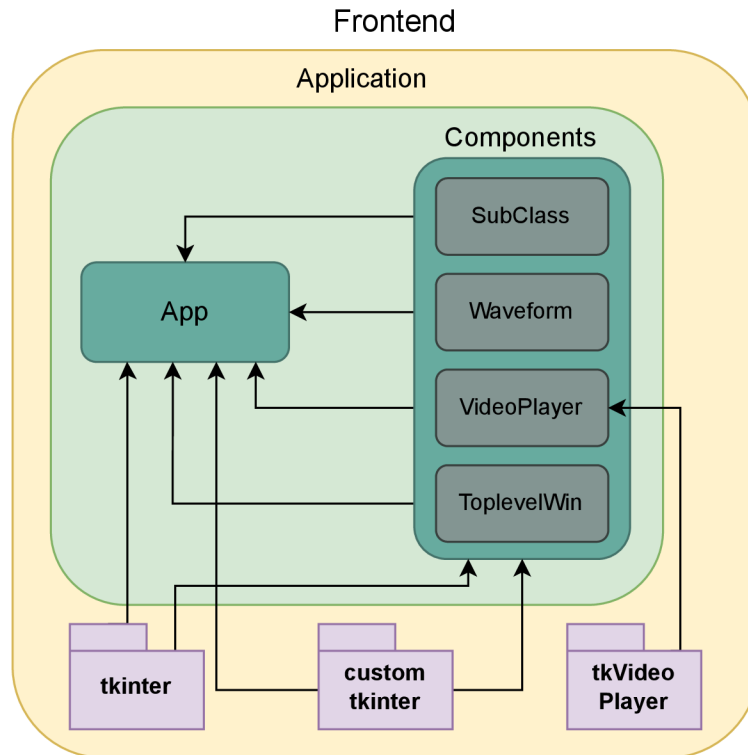 Frontend
Application
Components
SubClass
App
Waveform
VideoPlayer
ToplevelWin
tkinter
custom
tkinter
tkVideo
Player